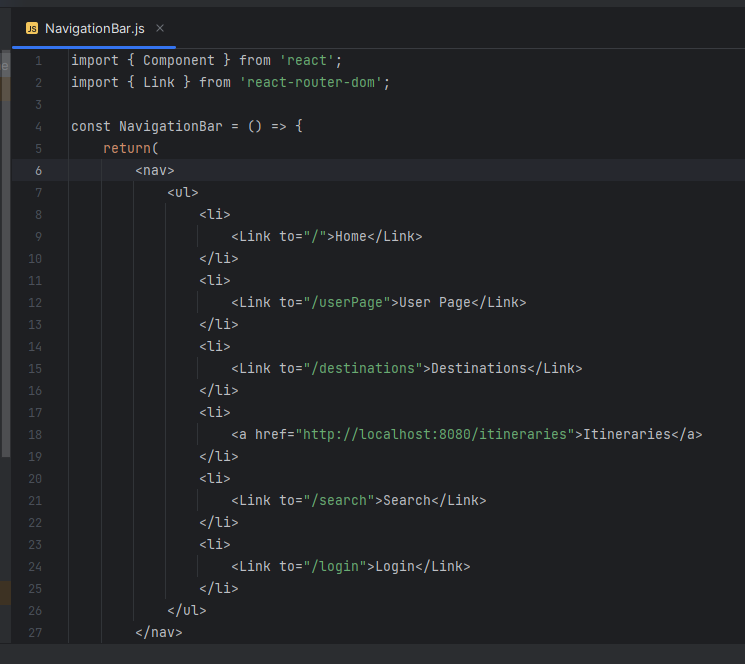 JS NavigationBar.js ×
1 import { Component } from 'react';
2 import { Link } from 'react-router-dom';
3
4 const NavigationBar = () => {
5     return(
6         <nav>
7             <ul>
8                 <li>
9                     <Link to="/">Home</Link>
10                 </li>
11                 <li>
12                     <Link to="/userPage">User Page</Link>
13                 </li>
14                 <li>
15                     <Link to="/destinations">Destinations</Link>
16                 </li>
17                 <li>
18                     <a href="http://localhost:8080/itineraries">Itineraries</a>
19                 </li>
20                 <li>
21                     <Link to="/search">Search</Link>
22                 </li>
23                 <li>
24                     <Link to="/login">Login</Link>
25                 </li>
26             </ul>
27         </nav>